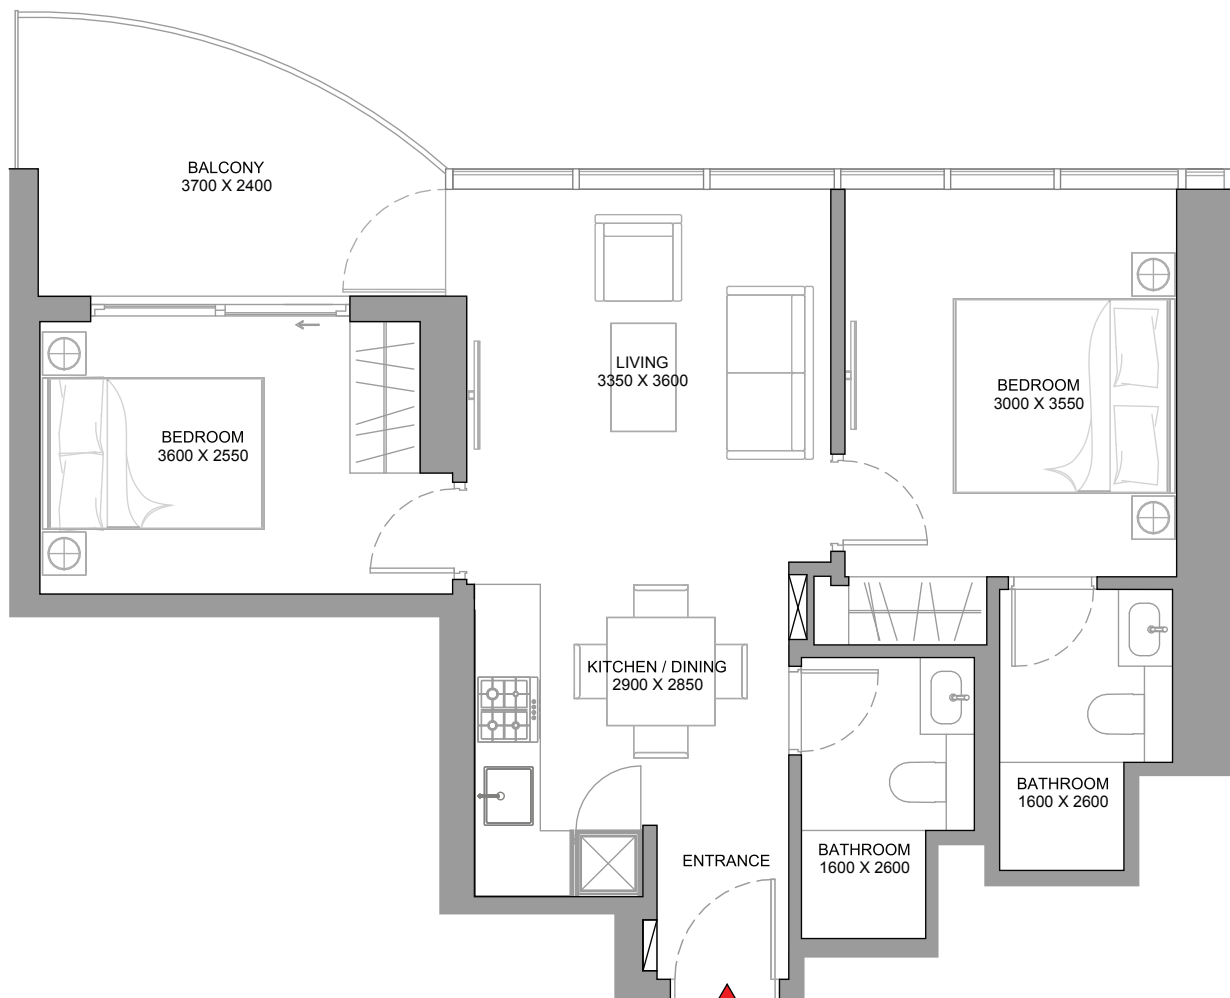 BALCONY
3700 X 2400
LIVING
3350 X 3600
BEDROOM
3000 X 3550
BEDROOM
3600 X 2550
KITCHEN / DINING
2900 X 2850
BATHROOM
1600 X 2600
BATHROOM
1600 X 2600
ENTRANCE